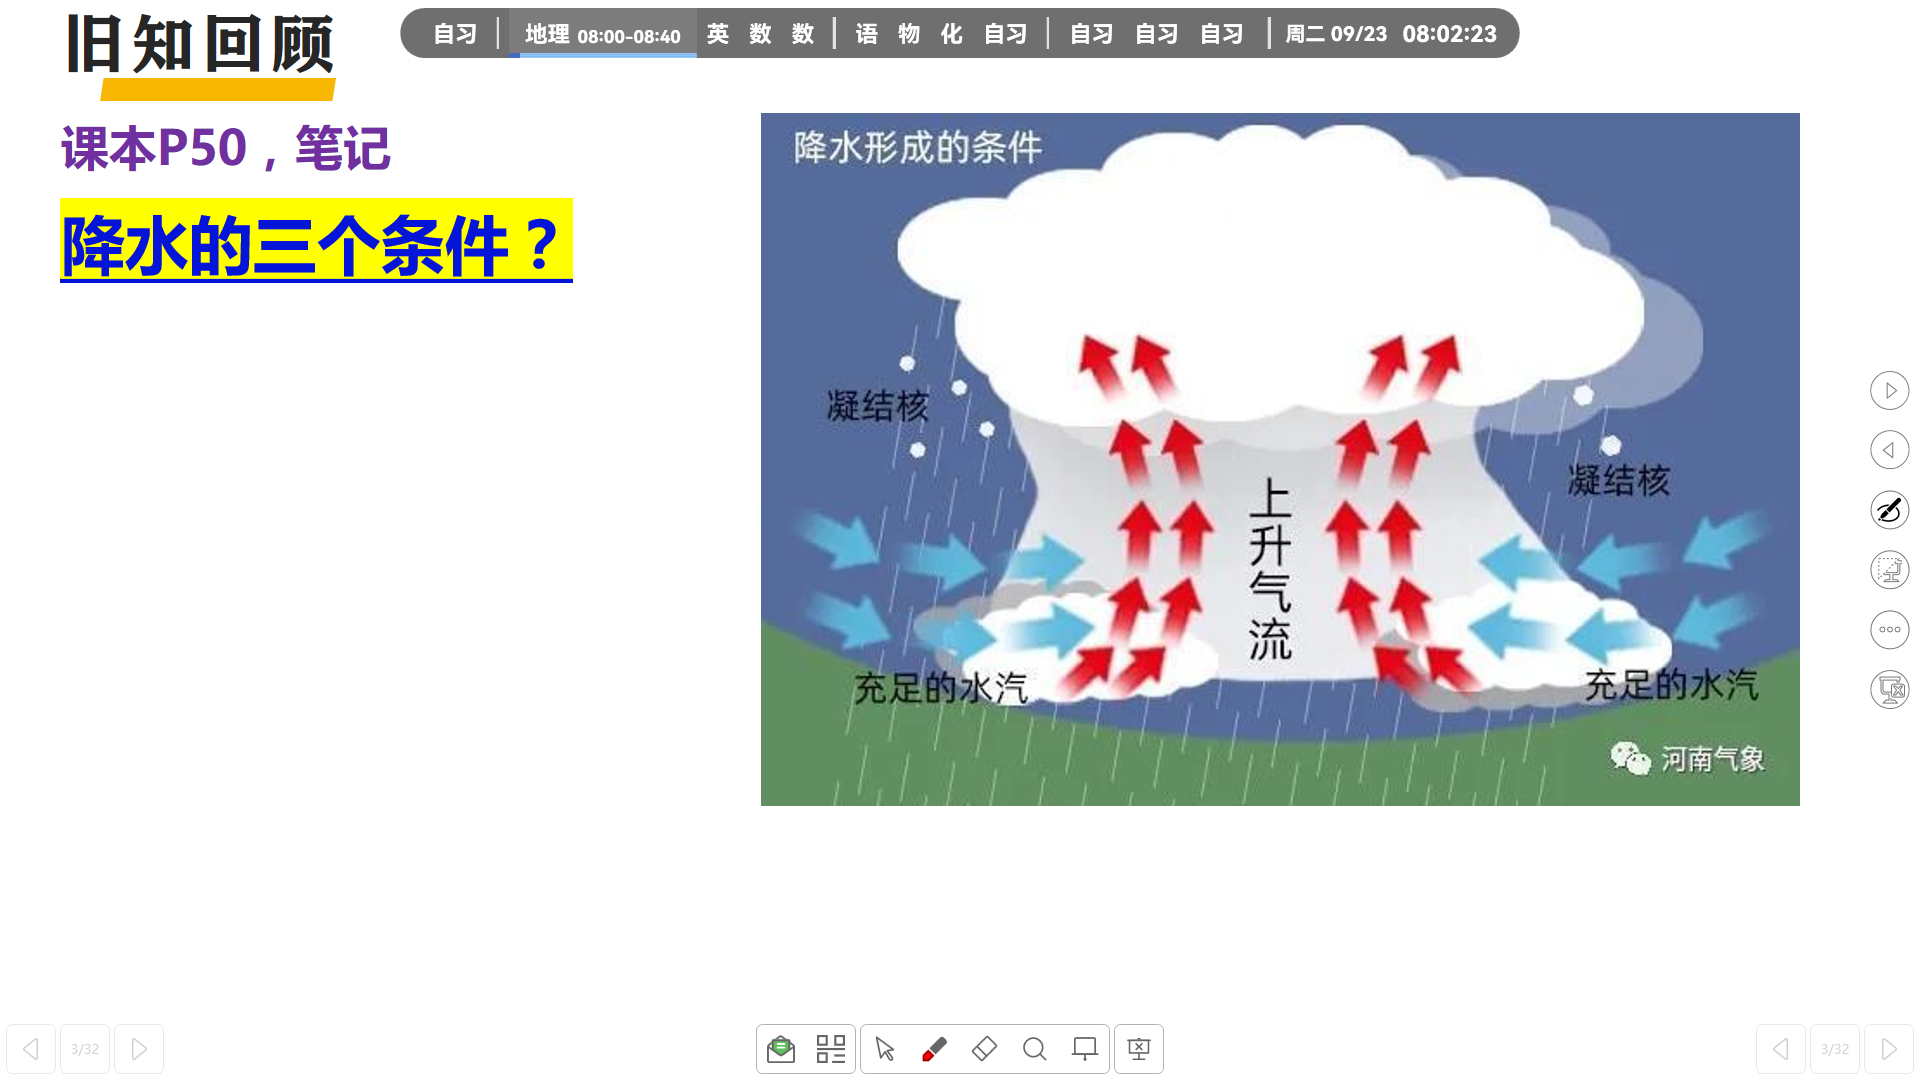 旧知回顾
自习 | 地理 08:00-08:40 英 数 数 | 语 物 化 自习 | 自习 自习 自习 | 周二 09/23 08:02:23
课本P50，笔记
降水的三个条件？
降水形成的条件
凝结核
凝结核
上升气流
充足的水汽
充足的水汽
河南气象
3/32
3/32